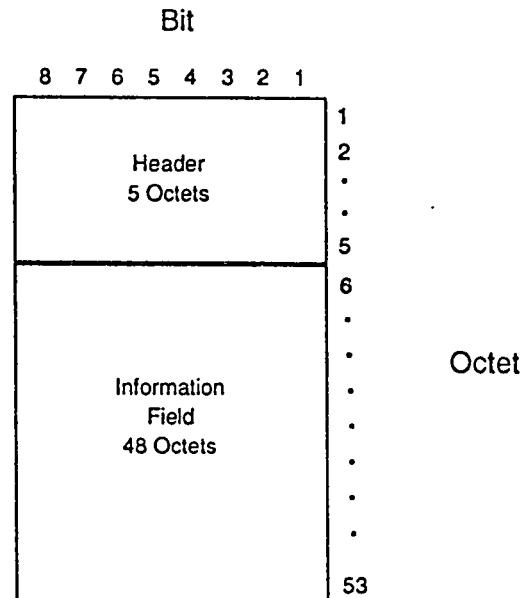 Bit
8 7 6 5 4 3 2 1
1
Header
2
5 Octets
5
6
Octet
Information
Field
48 Octets
53